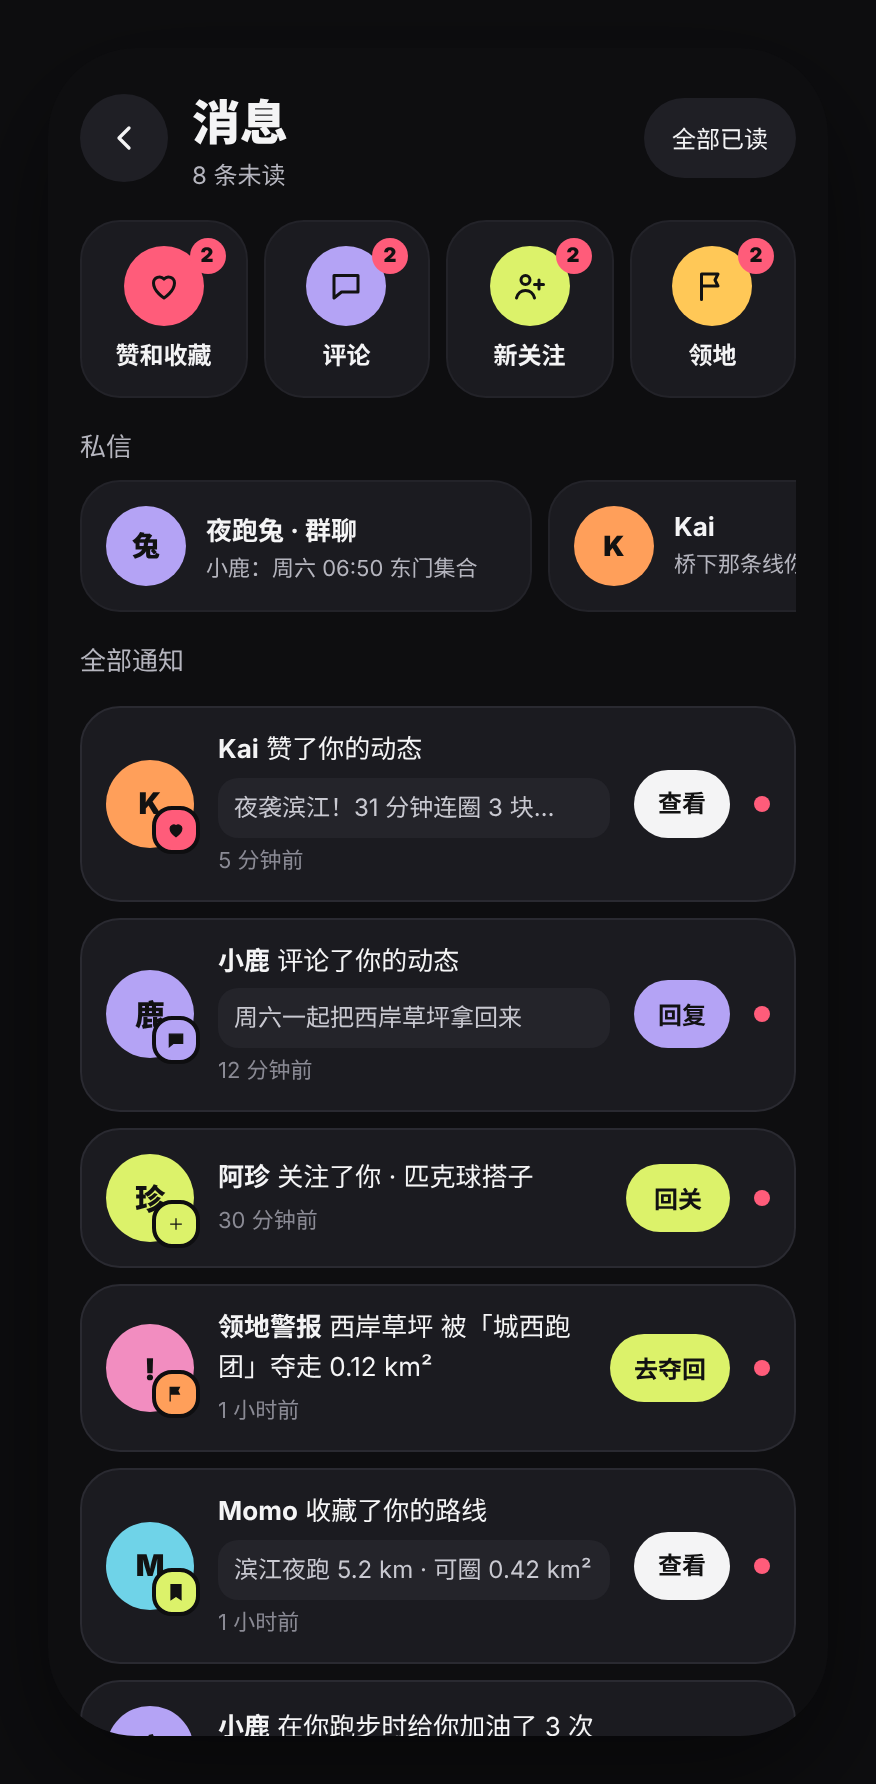 消息
8 条未读
全部已读
2
2
2
2
赞和收藏
评论
新关注
领地
私信
兔
夜跑兔 · 群聊
小鹿：周六 06:50 东门集合
K
Kai
桥下那条线你
全部通知
K
Kai 赞了你的动态
夜袭滨江！31 分钟连圈 3 块...
5 分钟前
查看
鹿
小鹿 评论了你的动态
周六一起把西岸草坪拿回来
12 分钟前
回复
珍
阿珍 关注了你 · 匹克球搭子
30 分钟前
回关
!
领地警报 西岸草坪 被「城西跑
团」夺走 0.12 km²
1 小时前
去夺回
M
Momo 收藏了你的路线
滨江夜跑 5.2 km · 可圈 0.42 km²
1 小时前
查看
小鹿 在你跑步时给你加油了 3 次